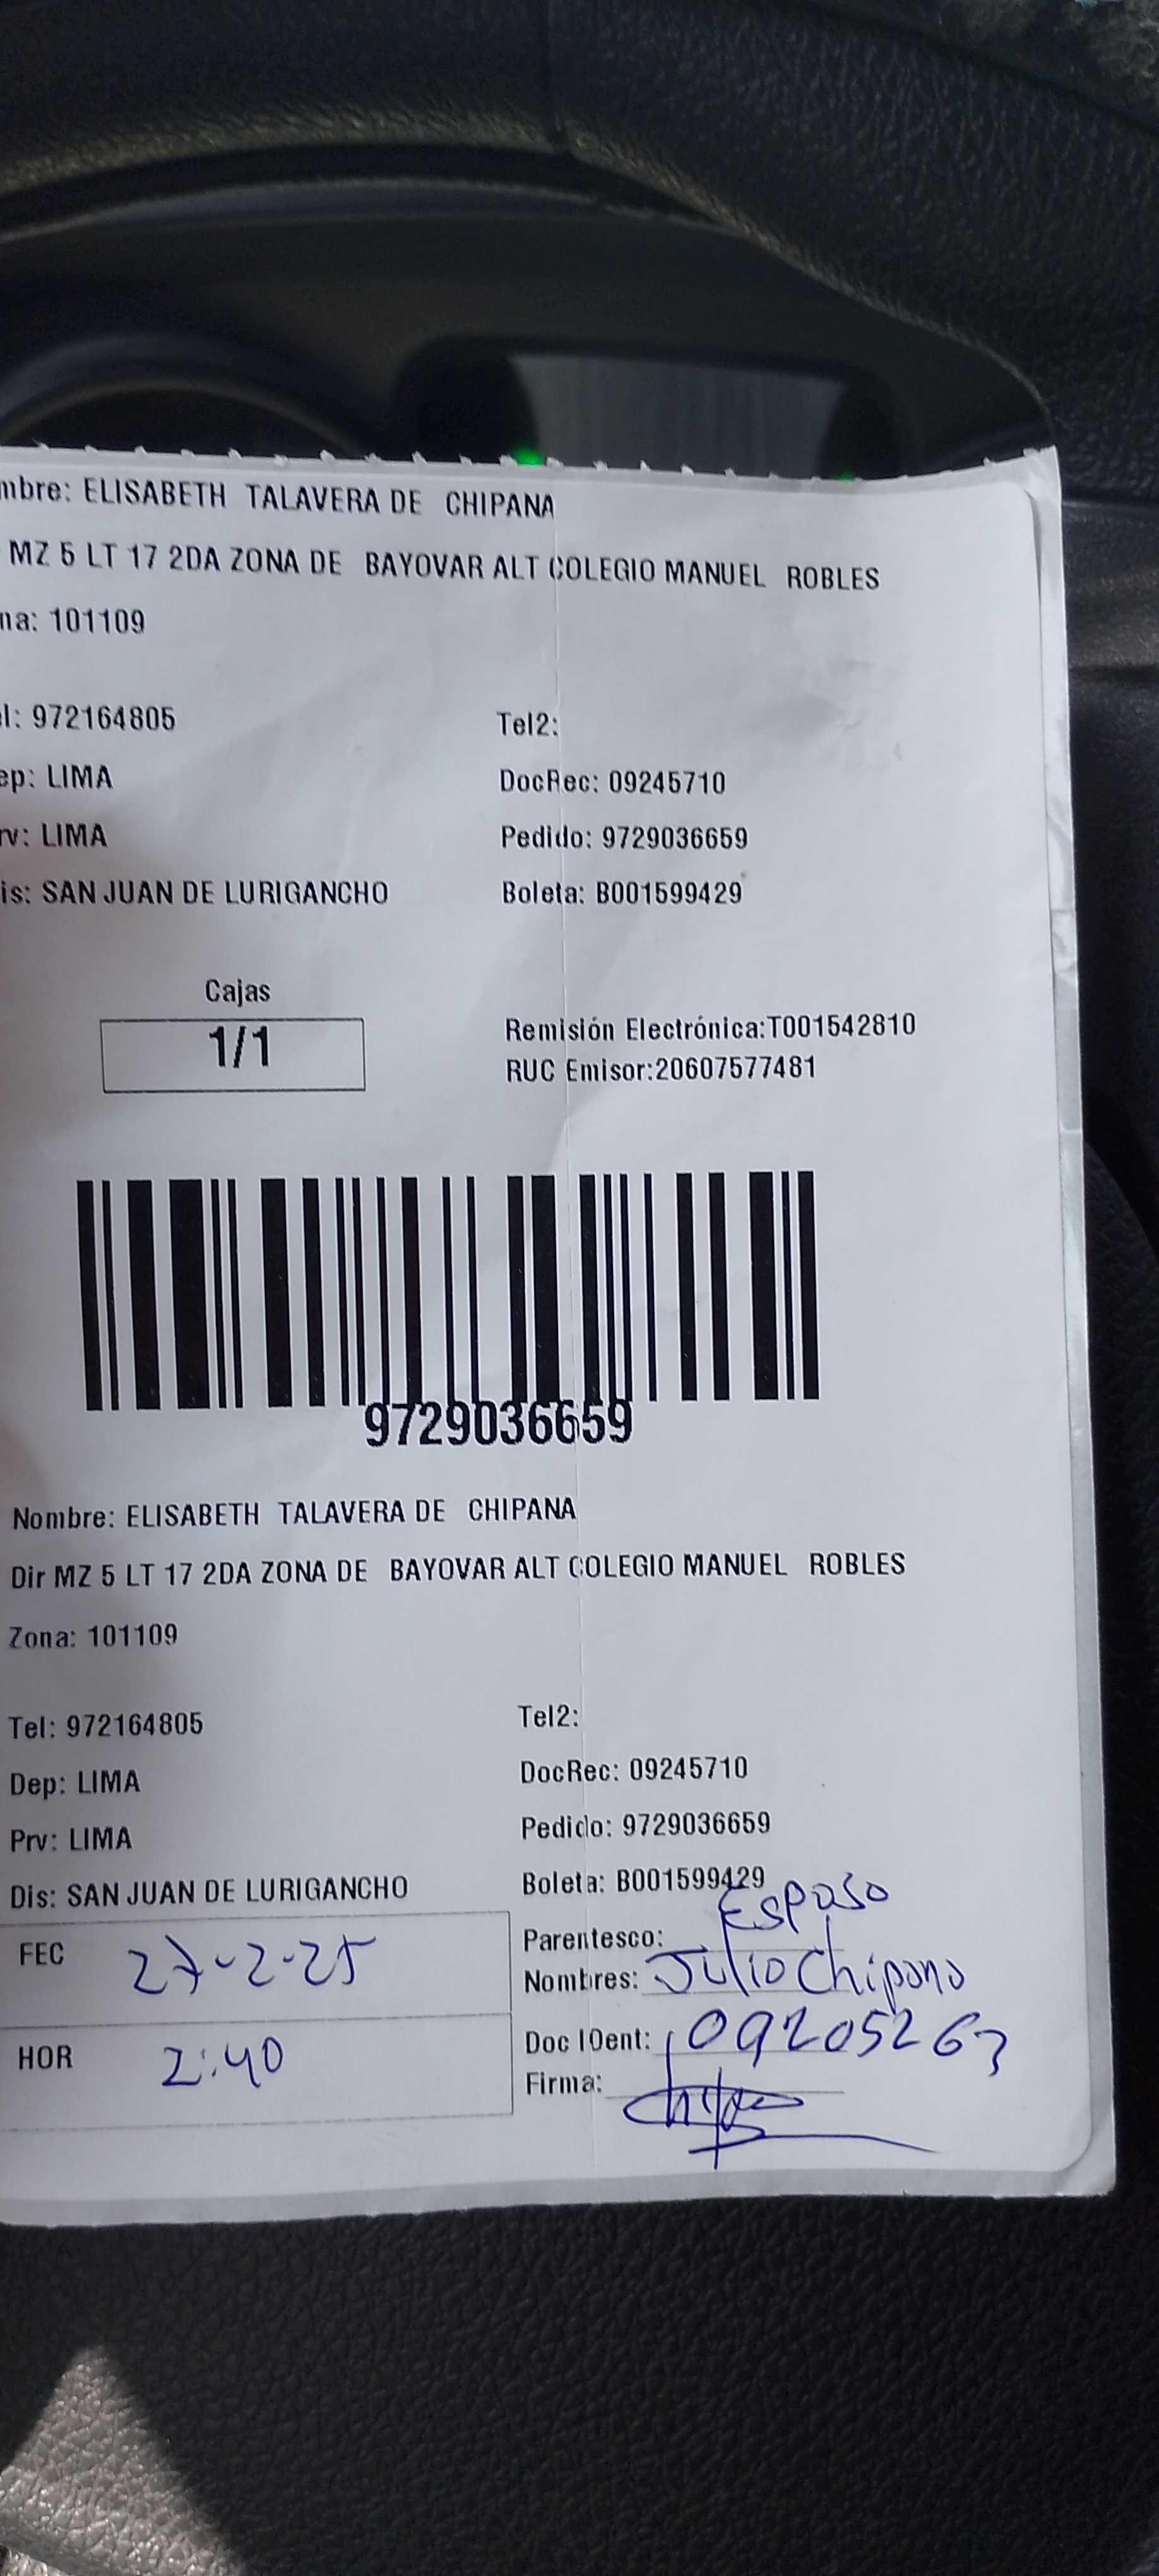 mbre: ELISABETH TALAVERA DE CHIPANA
MZ 5 LT 17 2DA ZONA DE BAYOVAR ALT COLEGIO MANUEL ROBLES
na: 101109
el: 972164805 Tel2:
ep: LIMA DocRec: 09245710
rv: LIMA Pedido: 9729036659
is: SAN JUAN DE LURIGANCHO Boleta: B001599429
Cajas
1/1
Remisión Electrónica:T001542810
RUC Emisor:20607577481
9729036659
Nombre: ELISABETH TALAVERA DE CHIPANA
Dir MZ 5 LT 17 2DA ZONA DE BAYOVAR ALT COLEGIO MANUEL ROBLES
Zona: 101109
Tel: 972164805 Tel2:
Dep: LIMA DocRec: 09245710
Prv: LIMA Pedido: 9729036659
Dis: SAN JUAN DE LURIGANCHO Boleta: B001599429
FEC 27-2-25
HOR 2:40
Parentesco: Esposo
Nombres: Julio Chipana
Doc IDent: 09205263
Firma: